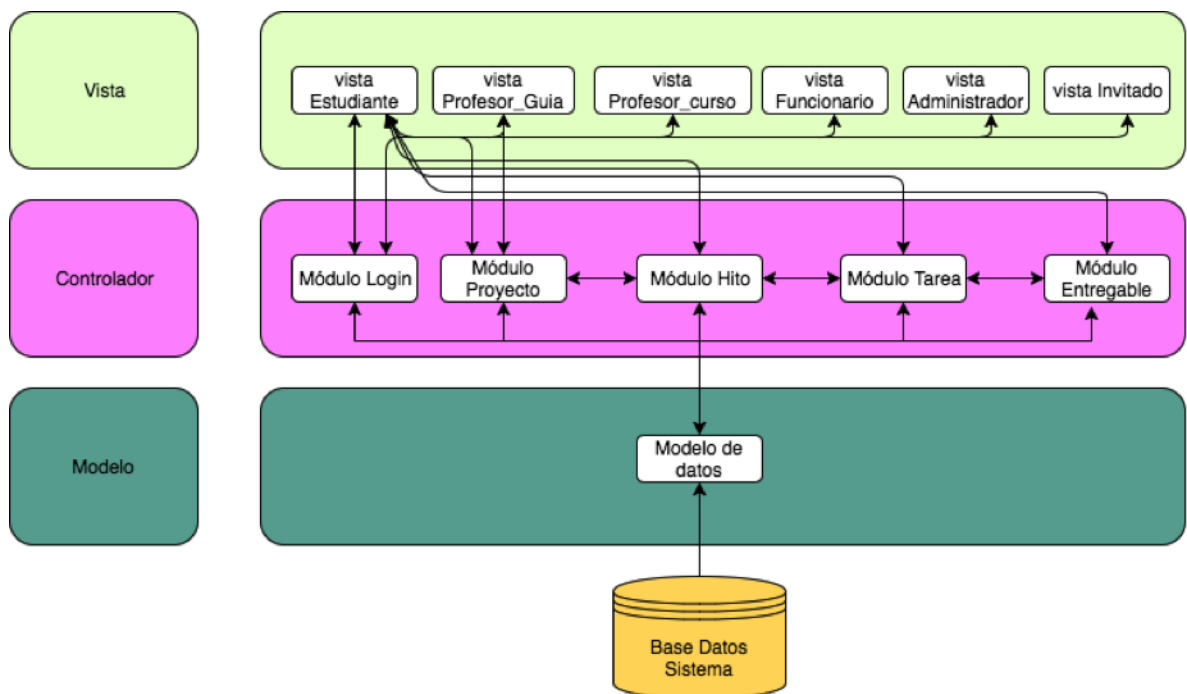 Vista
vista
Estudiante
vista
Profesor_Guia
vista
Profesor_curso
vista
Funcionario
vista
Administrador
vista Invitado
Controlador
Módulo Login
Módulo
Proyecto
Módulo Hito
Módulo Tarea
Módulo
Entregable
Modelo
Modelo de
datos
Base Datos
Sistema